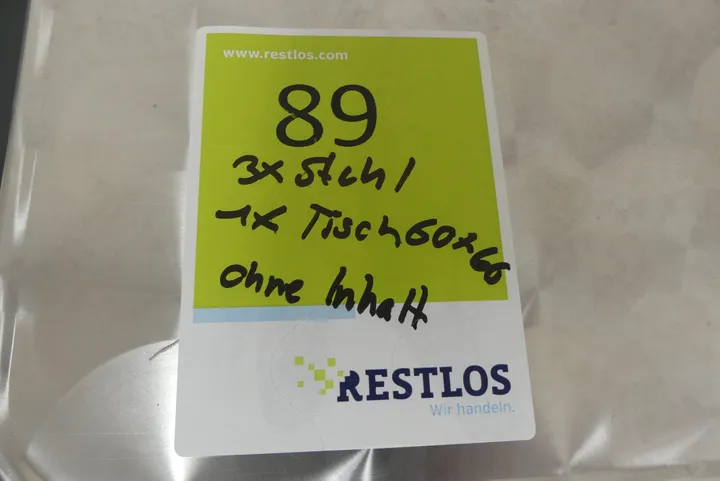 www.restlos.com
89
3x Stuhl
1x Tisch 60x60
ohne Inhalt
RESTLOS
Wir handeln.